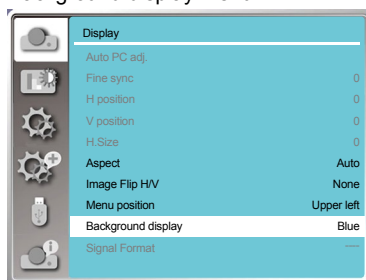 Display
Auto PC adj.
Fine sync 0
H position 0
V position 0
H.Size 0
Aspect Auto
Image Flip H/V None
Menu position Upper left
Background display Blue
Signal Format ----